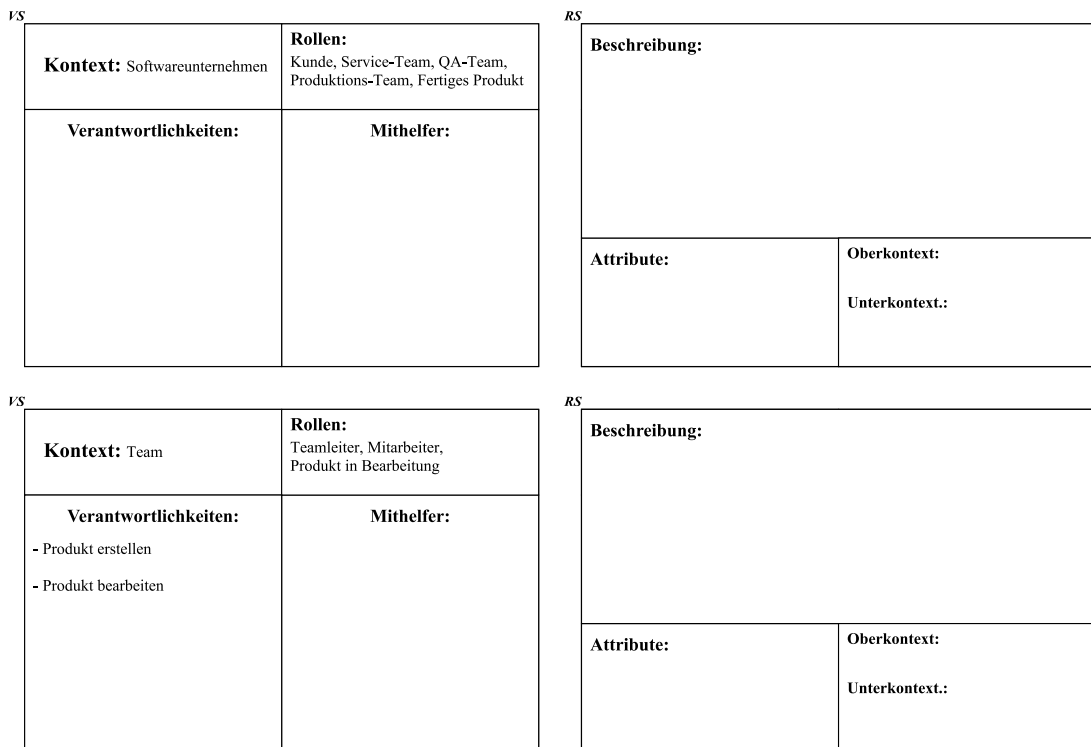 VS
Kontext: Softwareunternehmen
Rollen:
Kunde, Service-Team, QA-Team,
Produktions-Team, Fertiges Produkt
Verantwortlichkeiten:
Mithelfer:
RS
Beschreibung:
Attribute:
Oberkontext:
Unterkontext.:
VS
Kontext: Team
Rollen:
Teamleiter, Mitarbeiter,
Produkt in Bearbeitung
Verantwortlichkeiten:
- Produkt erstellen
- Produkt bearbeiten
Mithelfer:
RS
Beschreibung:
Attribute:
Oberkontext:
Unterkontext.: